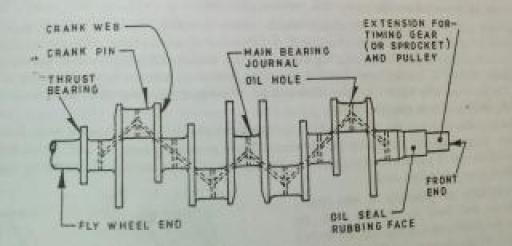 CRANK WEB
CRANK PIN
THRUST
BEARING
MAIN BEARING
JOURNAL
OIL HOLE
EXTENSION FOR-
TIMING GEAR
(OR SPROCKET)
AND PULLEY
FRONT
END
OIL SEAL
RUBBING FACE
FLY WHEEL END